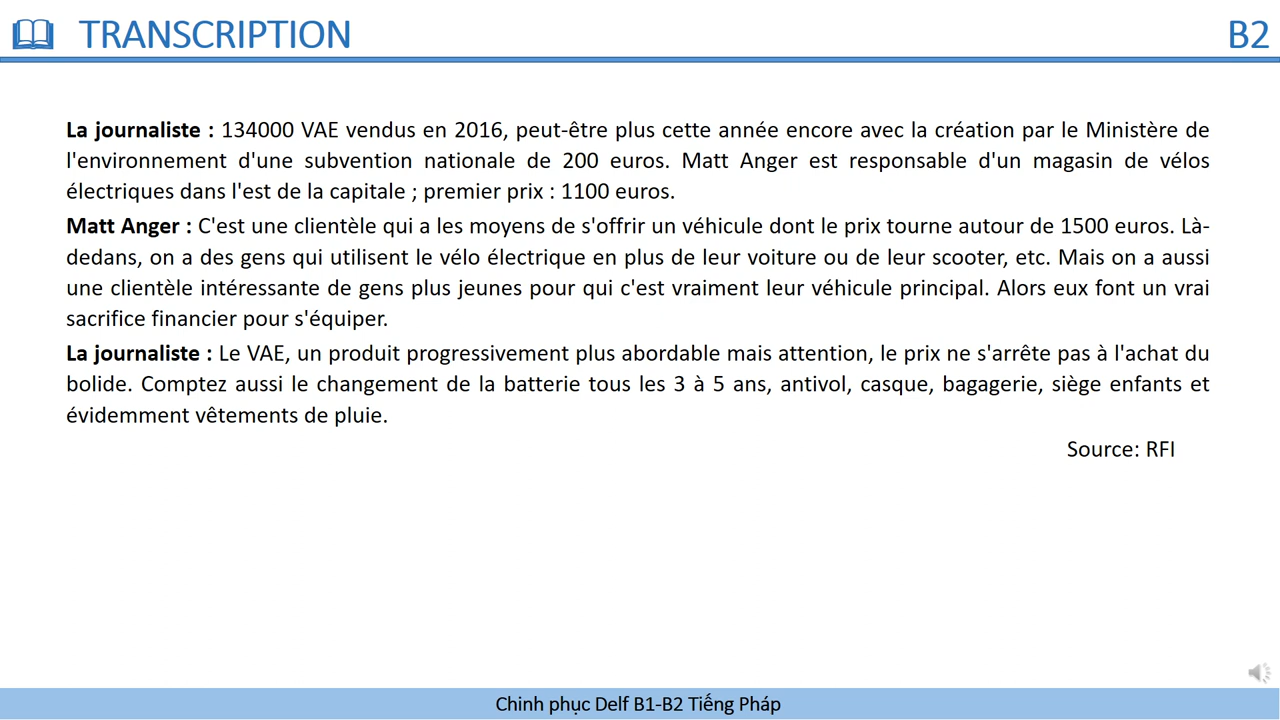 TRANSCRIPTION
B2
La journaliste : 134000 VAE vendus en 2016, peut-être plus cette année encore avec la création par le Ministère de
l'environnement d'une subvention nationale de 200 euros. Matt Anger est responsable d'un magasin de vélos
électriques dans l'est de la capitale ; premier prix : 1100 euros.
Matt Anger : C'est une clientèle qui a les moyens de s'offrir un véhicule dont le prix tourne autour de 1500 euros. Là-
dedans, on a des gens qui utilisent le vélo électrique en plus de leur voiture ou de leur scooter, etc. Mais on a aussi
une clientèle intéressante de gens plus jeunes pour qui c'est vraiment leur véhicule principal. Alors eux font un vrai
sacrifice financier pour s'équiper.
La journaliste : Le VAE, un produit progressivement plus abordable mais attention, le prix ne s'arrête pas à l'achat du
bolide. Comptez aussi le changement de la batterie tous les 3 à 5 ans, antivol, casque, bagagerie, siège enfants et
évidemment vêtements de pluie.
Source: RFI
Chinh phục Delf B1-B2 Tiếng Pháp